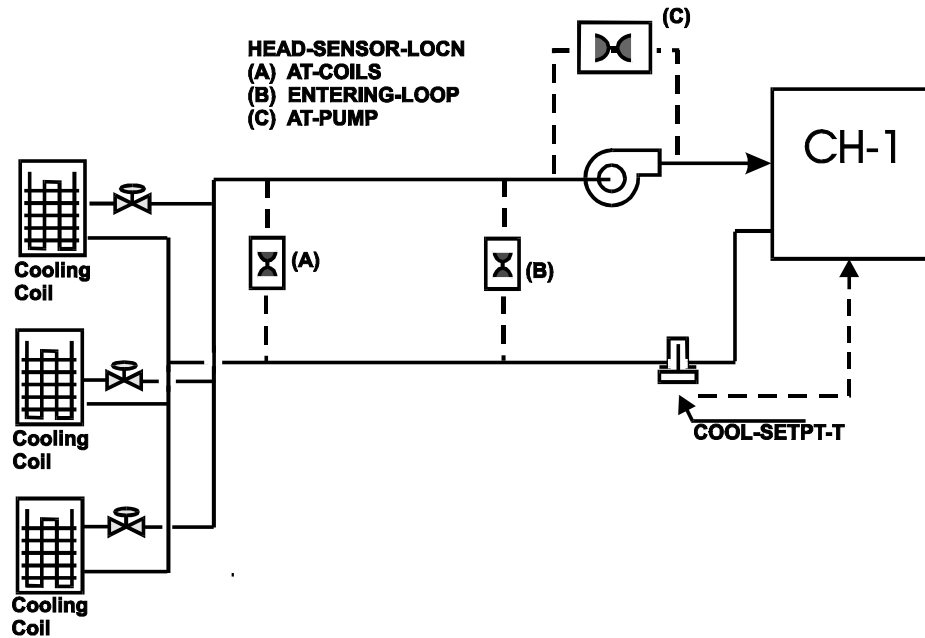 (C)
HEAD-SENSOR-LOCN
(A) AT-COILS
(B) ENTERING-LOOP
(C) AT-PUMP
CH-1
Cooling
Coil
(A)
(B)
Cooling
Coil
COOL-SETPT-T
Cooling
Coil